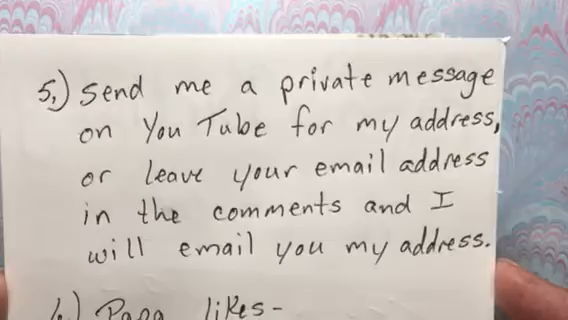 5.) Send me a private message
on You Tube for my address,
or leave your email address
in the comments and I
will email you my address.
6.) Papa likes-